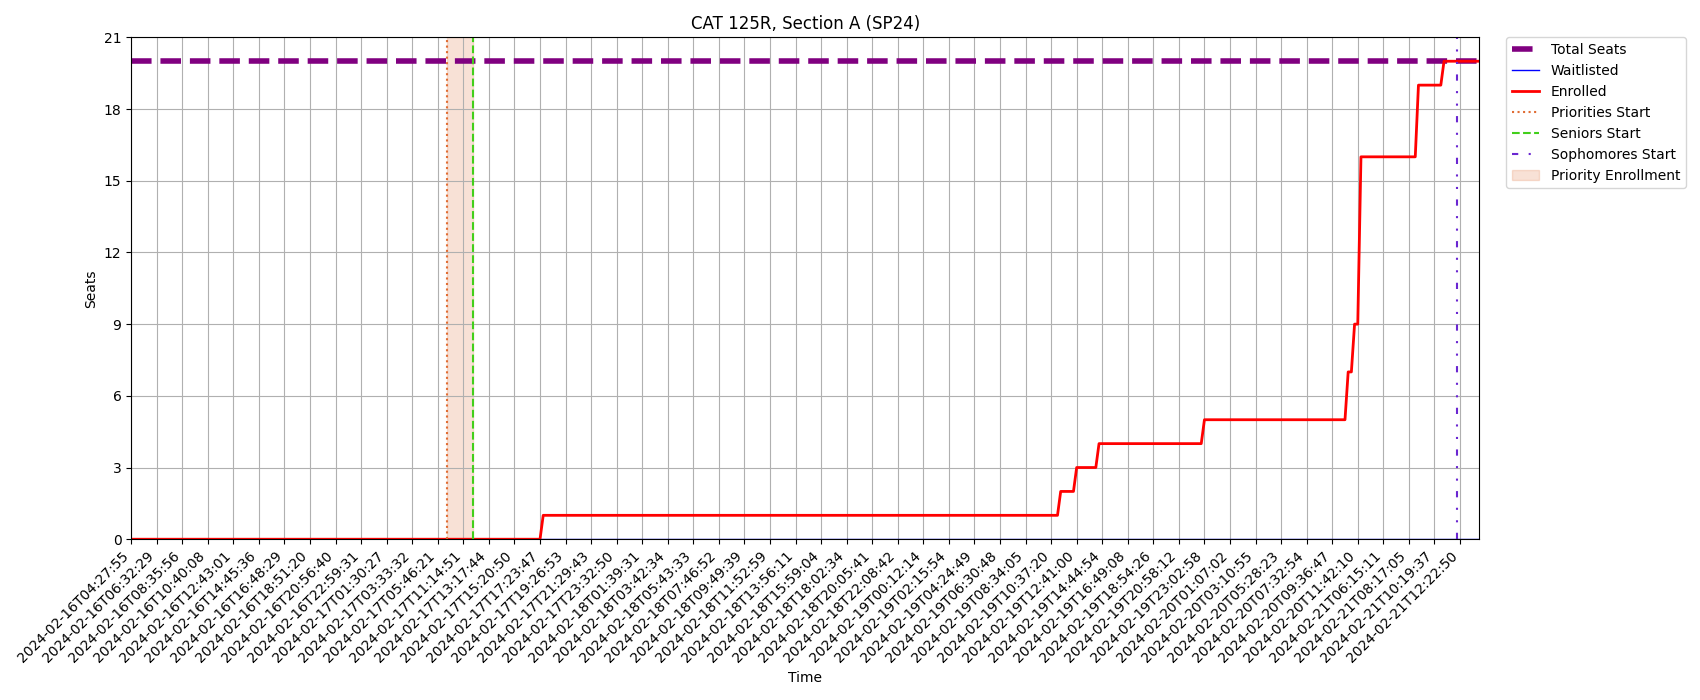 CAT 125R, Section A (SP24)
21
18
15
12
9
6
3
0
Seats
Total Seats
Waitlisted
Enrolled
Priorities Start
Seniors Start
Sophomores Start
Priority Enrollment
2024-02-16T04:27:55
2024-02-16T06:32:29
2024-02-16T08:35:56
2024-02-16T10:40:08
2024-02-16T12:43:01
2024-02-16T14:45:36
2024-02-16T16:48:29
2024-02-16T18:51:20
2024-02-16T20:56:40
2024-02-16T22:59:31
2024-02-17T01:30:27
2024-02-17T03:33:32
2024-02-17T05:46:21
2024-02-17T11:14:51
2024-02-17T13:17:44
2024-02-17T15:20:50
2024-02-17T17:23:47
2024-02-17T19:26:53
2024-02-17T21:29:43
2024-02-17T23:32:50
2024-02-18T01:39:31
2024-02-18T03:42:34
2024-02-18T05:43:33
2024-02-18T07:46:52
2024-02-18T09:49:39
2024-02-18T11:52:59
2024-02-18T13:56:11
2024-02-18T15:59:04
2024-02-18T18:02:34
2024-02-18T20:05:41
2024-02-18T22:08:42
2024-02-19T00:12:14
2024-02-19T02:15:54
2024-02-19T04:24:49
2024-02-19T06:30:48
2024-02-19T08:34:05
2024-02-19T10:37:20
2024-02-19T12:41:00
2024-02-19T14:44:54
2024-02-19T16:49:08
2024-02-19T18:54:26
2024-02-19T20:58:12
2024-02-19T23:02:58
2024-02-20T01:07:02
2024-02-20T03:10:55
2024-02-20T05:28:23
2024-02-20T07:32:54
2024-02-20T09:36:47
2024-02-20T11:42:10
2024-02-21T06:15:11
2024-02-21T08:17:05
2024-02-21T10:19:37
2024-02-21T12:22:50
Time